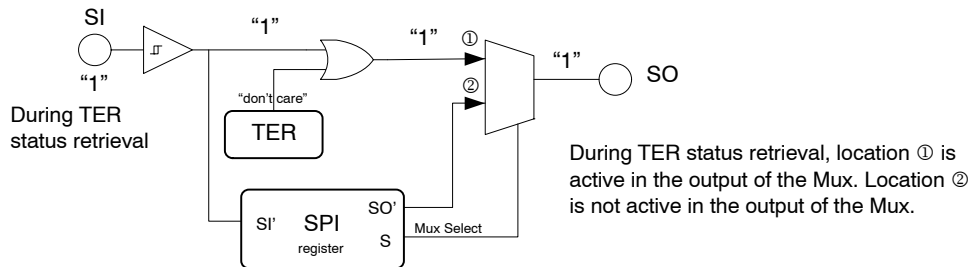 SI
“1”
“1”
①
“1”
SO
“1”
During TER
status retrieval
“don’t care”
②
TER
During TER status retrieval, location ① is
active in the output of the Mux. Location ②
is not active in the output of the Mux.
SO’
SI’
SPI
register
S
Mux Select